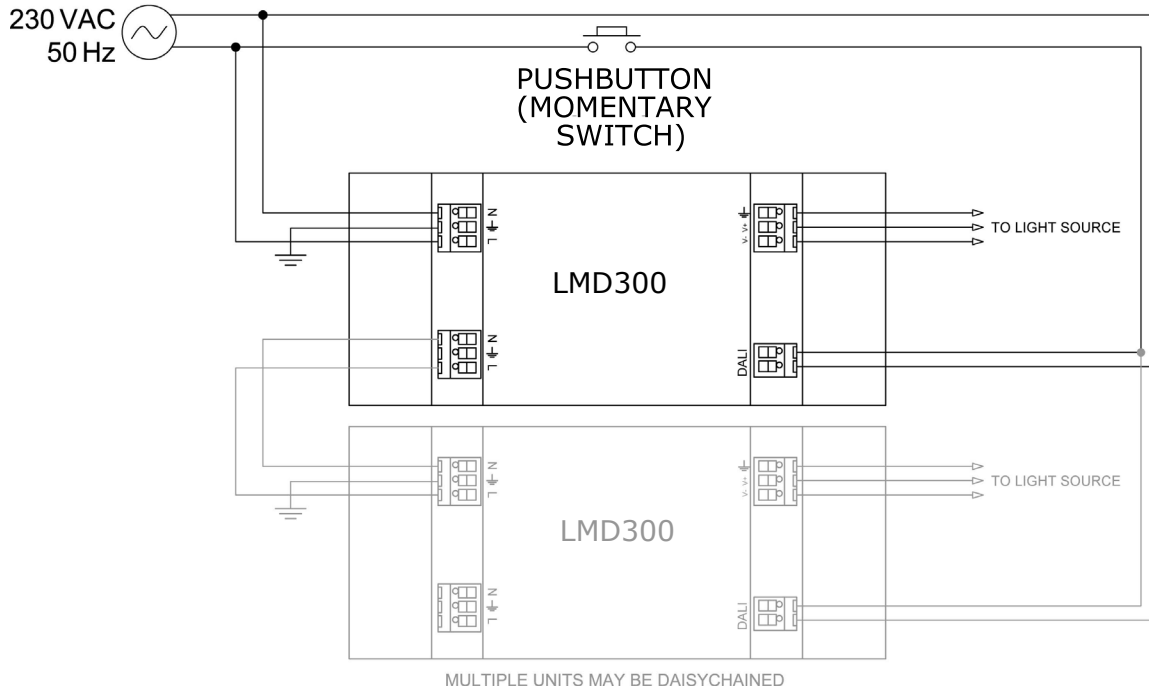 230 VAC
50 Hz
PUSHBUTTON
(MOMENTARY
SWITCH)
N
L
V+
V-
TO LIGHT SOURCE
LMD300
N
L
DALI
N
L
V+
V-
TO LIGHT SOURCE
LMD300
N
L
DALI
MULTIPLE UNITS MAY BE DAISYCHAINED